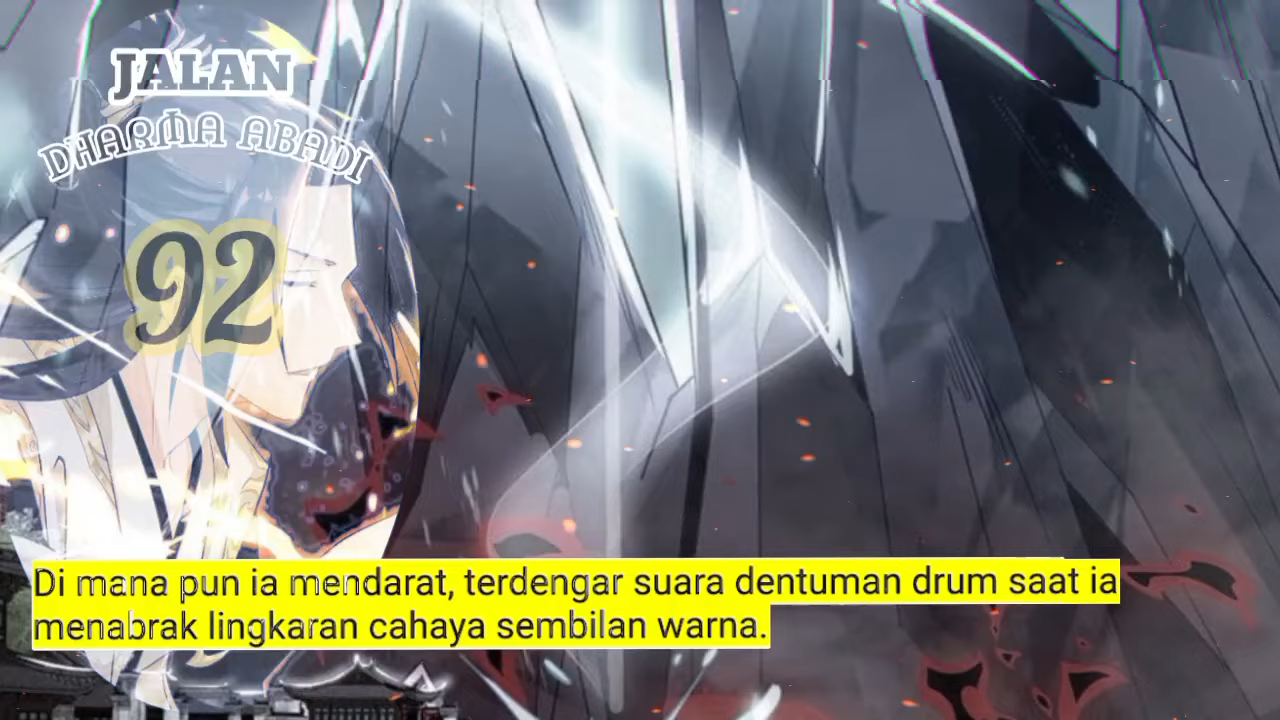 JALAN
DHARMA ABADI
92
Di mana pun ia mendarat, terdengar suara dentuman drum saat ia
menabrak lingkaran cahaya sembilan warna.